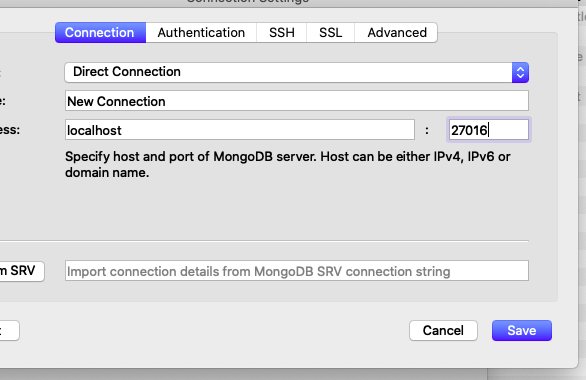 Connection Authentication SSH SSL Advanced
Direct Connection
e: New Connection
ess: localhost : 27016
Specify host and port of MongoDB server. Host can be either IPv4, IPv6 or
domain name.
m SRV Import connection details from MongoDB SRV connection string
Cancel Save